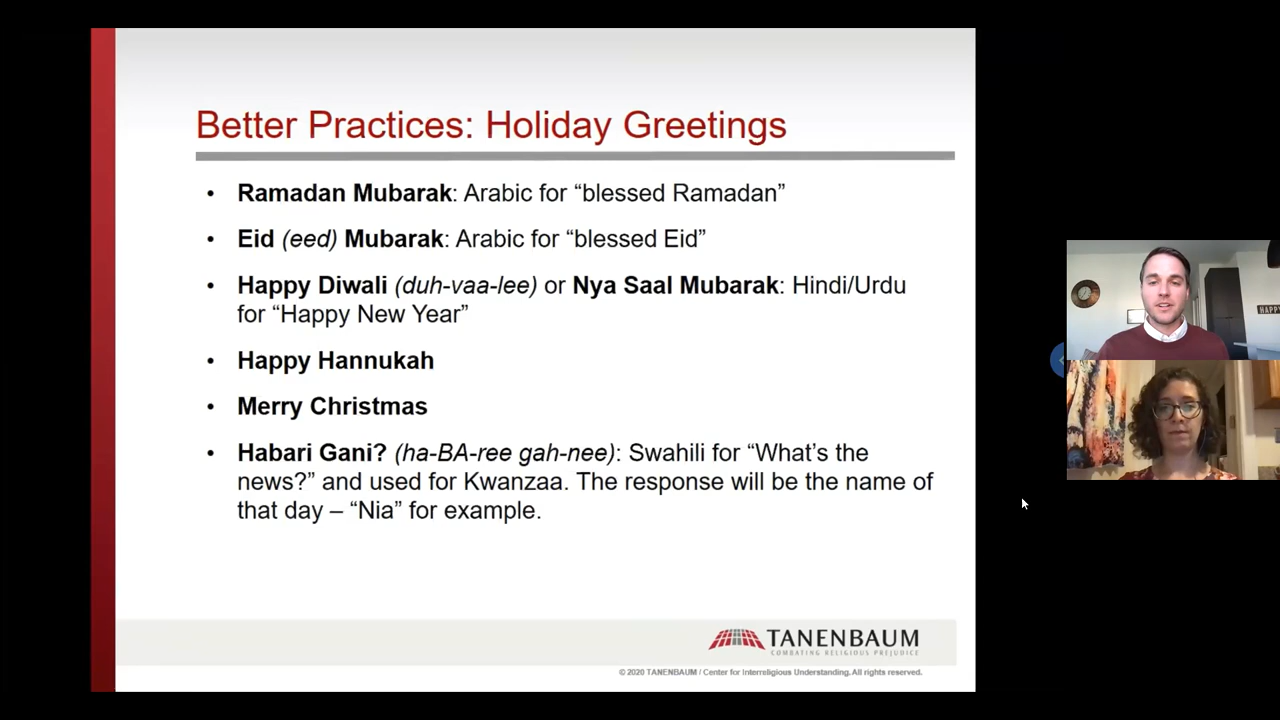 Better Practices: Holiday Greetings
• Ramadan Mubarak: Arabic for “blessed Ramadan”
• Eid (eed) Mubarak: Arabic for “blessed Eid”
• Happy Diwali (duh-vaa-lee) or Nya Saal Mubarak: Hindi/Urdu
for “Happy New Year”
• Happy Hannukah
• Merry Christmas
• Habari Gani? (ha-BA-ree gah-nee): Swahili for “What’s the
news?” and used for Kwanzaa. The response will be the name of
that day – “Nia” for example.
TANENBAUM
COMBATING RELIGIOUS PREJUDICE
© 2020 TANENBAUM / Center for Interreligious Understanding. All rights reserved.
HAPPY